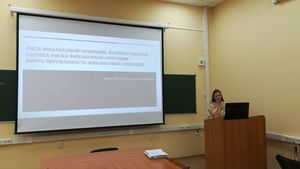 РИСК ФИНАНСОВОЙ ОПЕРАЦИИ. КОЛИЧЕСТВЕННАЯ
ОЦЕНКА РИСКА ФИНАНСОВОЙ ОПЕРАЦИИ.
КОРРЕЛИРОВАННОСТЬ ФИНАНСОВЫХ ОПЕРАЦИЙ